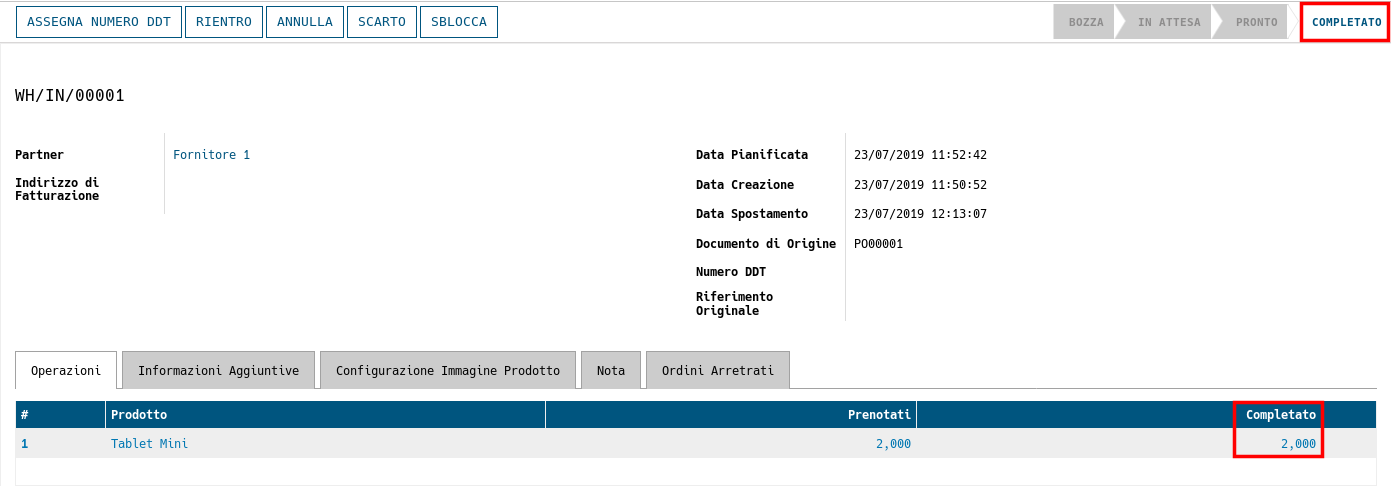 ASSEGNA NUMERO DDT RIENTRO ANNULLA SCARTO SBLOCCA BOZZA IN ATTESA PRONTO COMPLETATO
WH/IN/00001
Partner Fornitore 1
Indirizzo di
Fatturazione
Data Pianificata 23/07/2019 11:52:42
Data Creazione 23/07/2019 11:50:52
Data Spostamento 23/07/2019 12:13:07
Documento di Origine PO00001
Numero DDT
Riferimento
Originale
Operazioni Informazioni Aggiuntive Configurazione Immagine Prodotto Nota Ordini Arretrati
# Prodotto Prenotati Completato
1 Tablet Mini 2,000 2,000